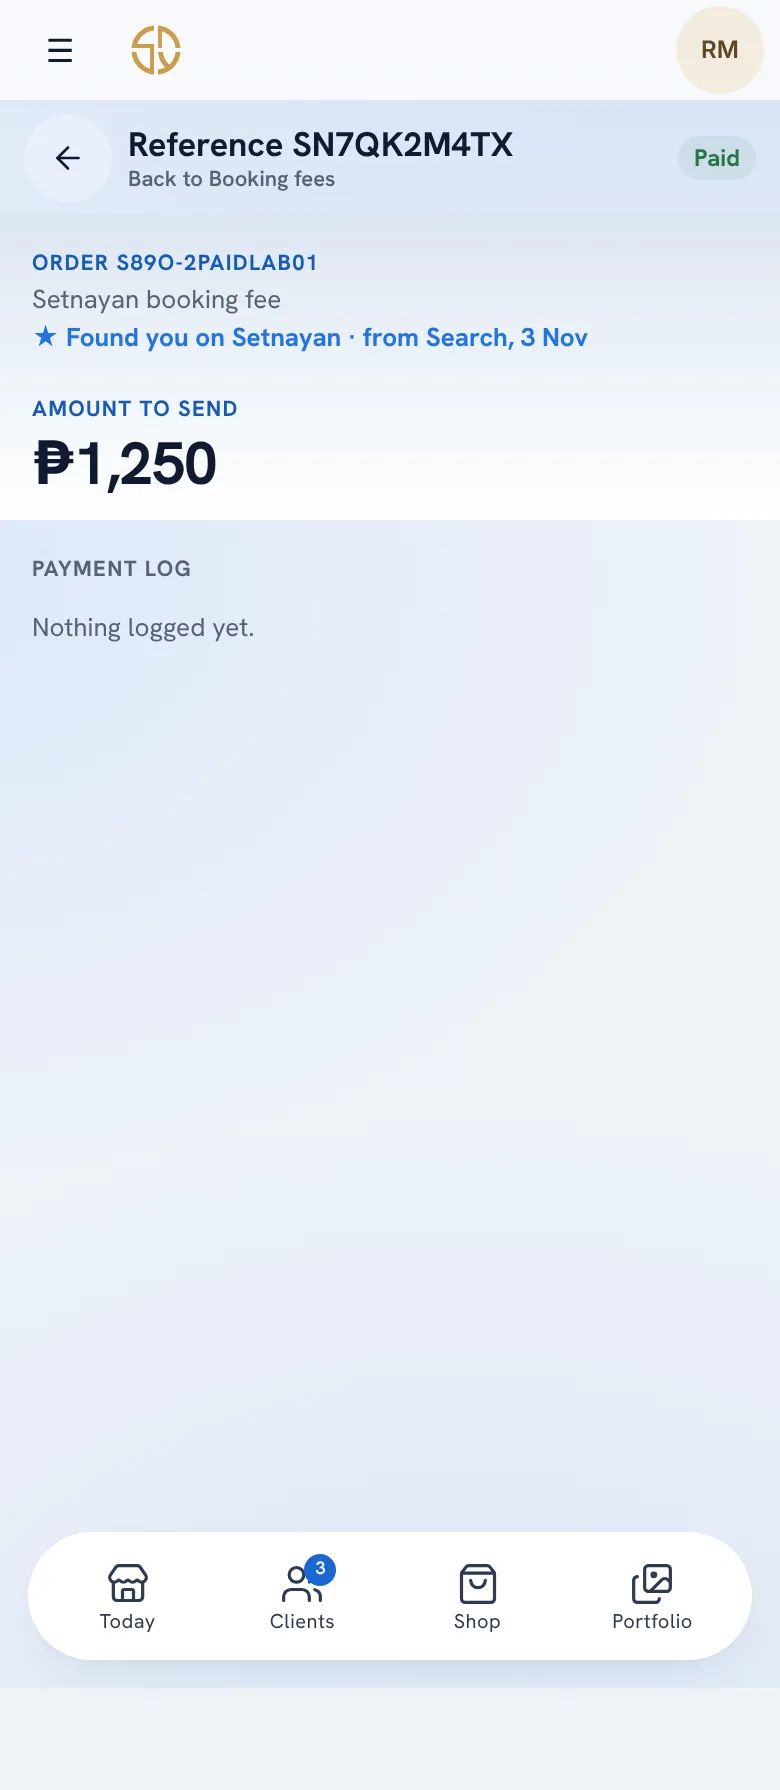 RM
Reference SN7QK2M4TX
Back to Booking fees
Paid
ORDER S89O-2PAIDLAB01
Setnayan booking fee
★ Found you on Setnayan · from Search, 3 Nov
AMOUNT TO SEND
₱1,250
PAYMENT LOG
Nothing logged yet.
3
Today
Clients
Shop
Portfolio